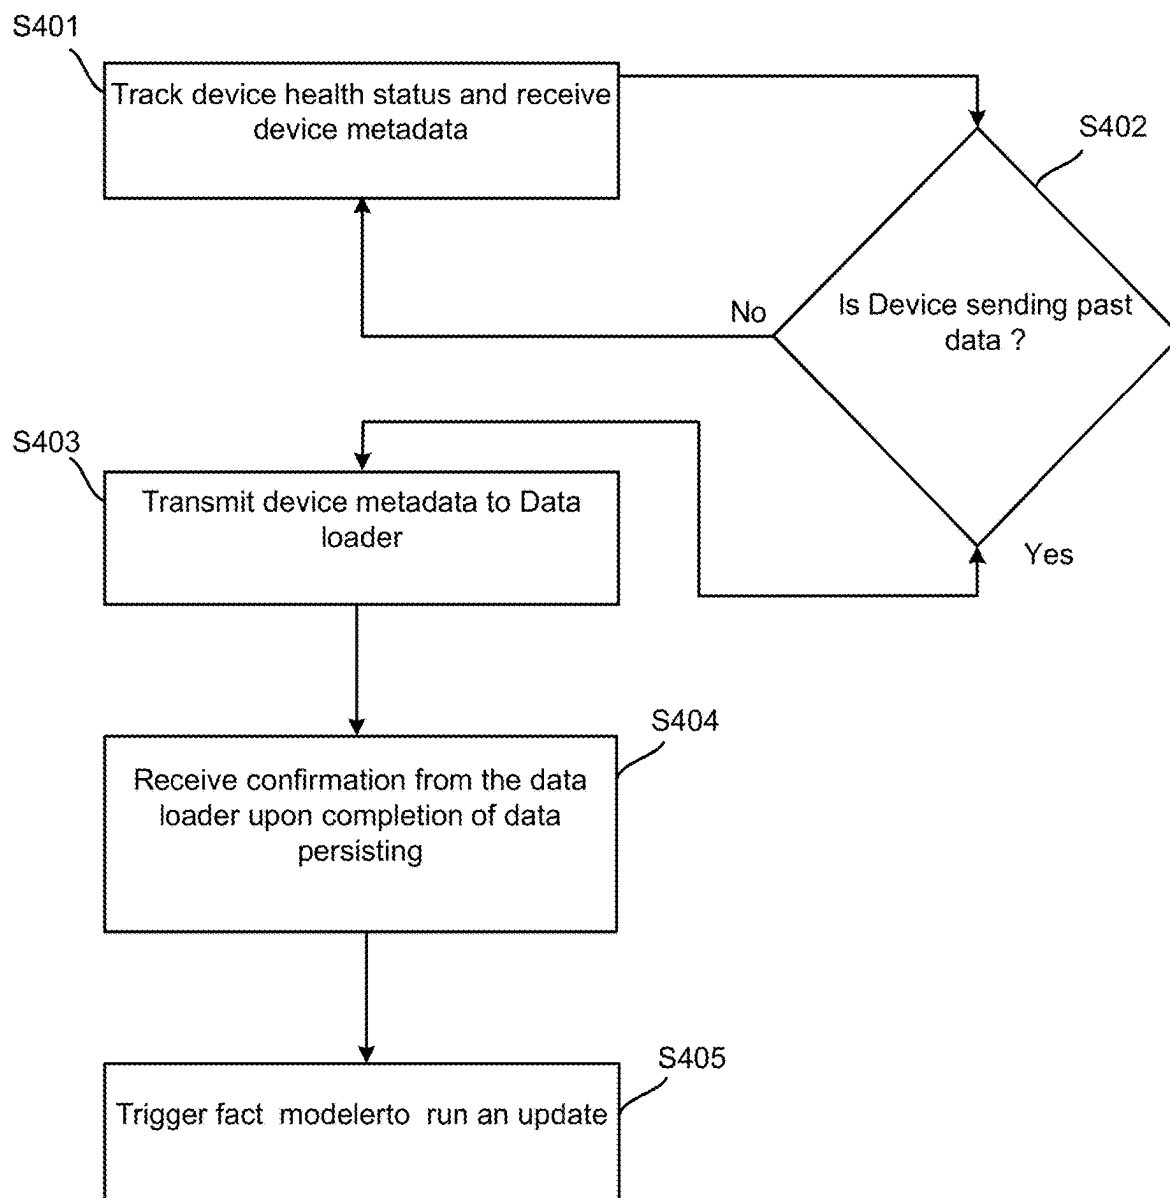 S401
Track device health status and receive
device metadata
S402
Is Device sending past
data ?
No
Yes
S403
Transmit device metadata to Data
loader
S404
Receive confirmation from the data
loader upon completion of data
persisting
S405
Trigger fact modelerto run an update